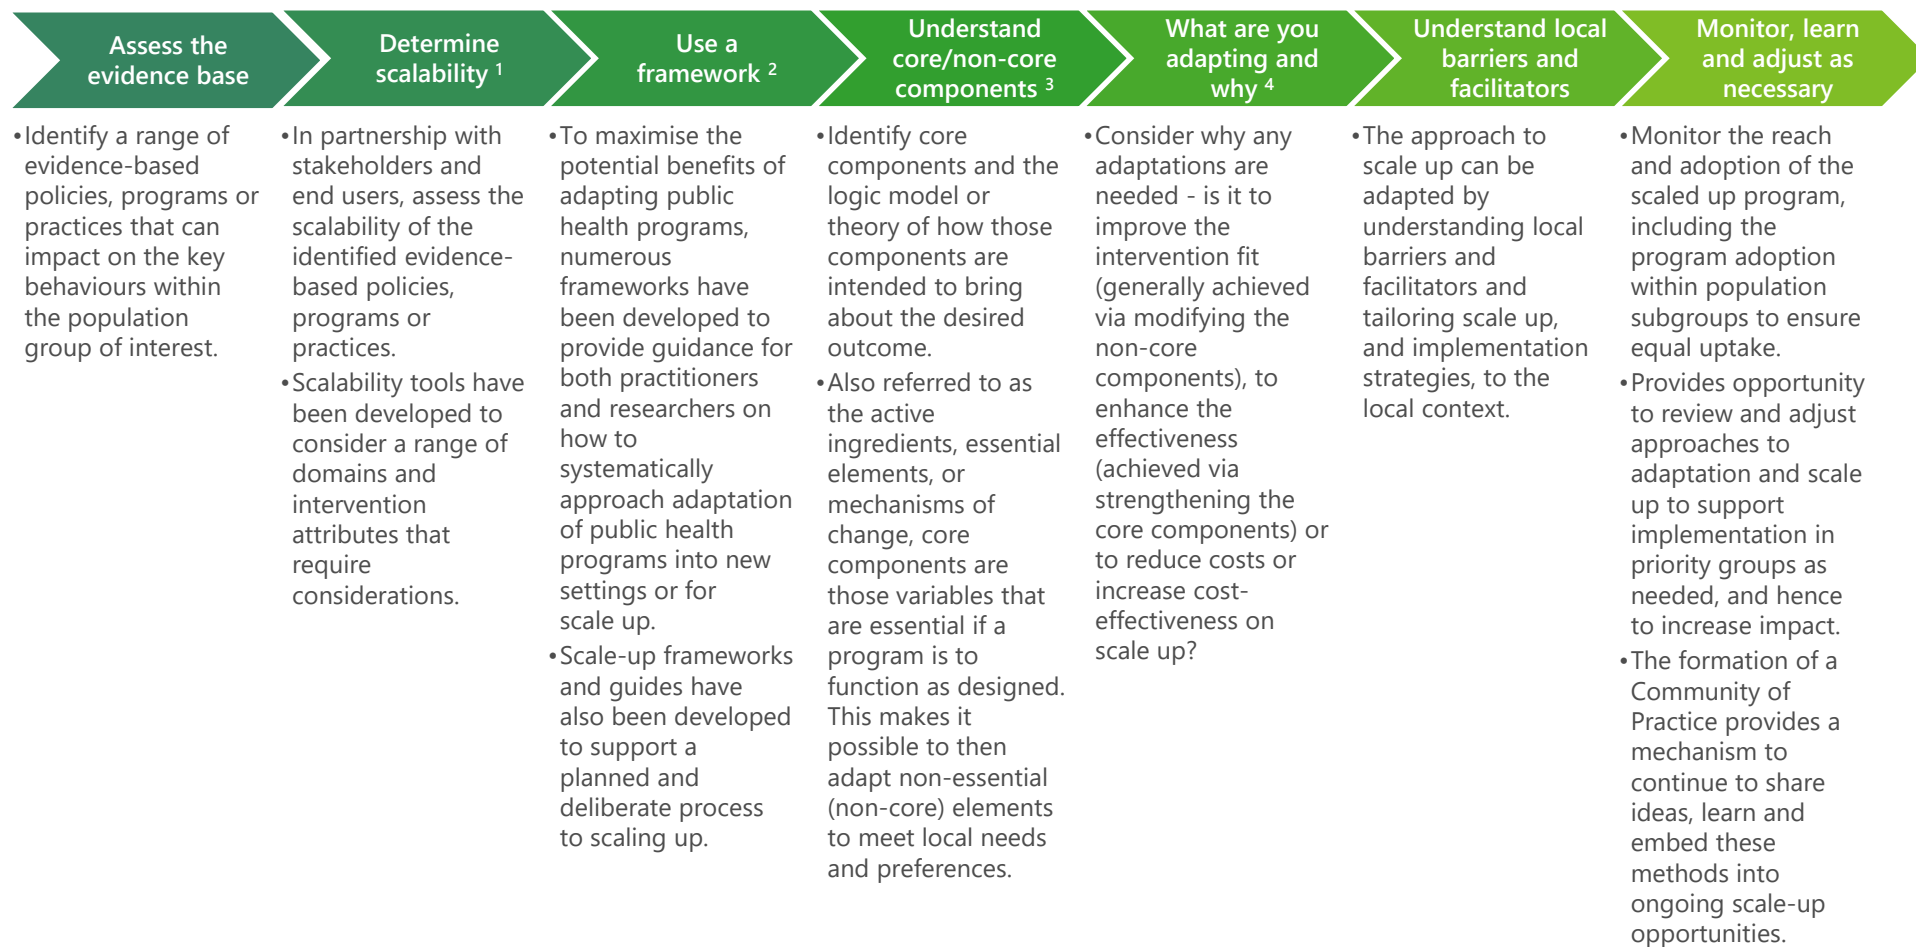 Assess the
evidence base
Determine
scalability ¹
Use a
framework ²
Understand
core/non-core
components ³
What are you
adapting and
why ⁴
Understand local
barriers and
facilitators
Monitor, learn
and adjust as
necessary
•Identify a range of
evidence-based
policies, programs or
practices that can
impact on the key
behaviours within
the population
group of interest.
•In partnership with
stakeholders and
end users, assess the
scalability of the
identified evidence-
based policies,
programs or
practices.
•Scalability tools have
been developed to
consider a range of
domains and
intervention
attributes that
require
considerations.
•To maximise the
potential benefits of
adapting public
health programs,
numerous
frameworks have
been developed to
provide guidance for
both practitioners
and researchers on
how to
systematically
approach adaptation
of public health
programs into new
settings or for
scale up.
•Scale-up frameworks
and guides have
also been developed
to support a
planned and
deliberate process
to scaling up.
•Identify core
components and the
logic model or
theory of how those
components are
intended to bring
about the desired
outcome.
•Also referred to as
the active
ingredients, essential
elements, or
mechanisms of
change, core
components are
those variables that
are essential if a
program is to
function as designed.
This makes it
possible to then
adapt non-essential
(non-core) elements
to meet local needs
and preferences.
•Consider why any
adaptations are
needed - is it to
improve the
intervention fit
(generally achieved
via modifying the
non-core
components), to
enhance the
effectiveness
(achieved via
strengthening the
core components) or
to reduce costs or
increase cost-
effectiveness on
scale up?
•The approach to
scale up can be
adapted by
understanding local
barriers and
facilitators and
tailoring scale up,
and implementation
strategies, to the
local context.
•Monitor the reach
and adoption of the
scaled up program,
including the
program adoption
within population
subgroups to ensure
equal uptake.
•Provides opportunity
to review and adjust
approaches to
adaptation and scale
up to support
implementation in
priority groups as
needed, and hence
to increase impact.
•The formation of a
Community of
Practice provides a
mechanism to
continue to share
ideas, learn and
embed these
methods into
ongoing scale-up
opportunities.